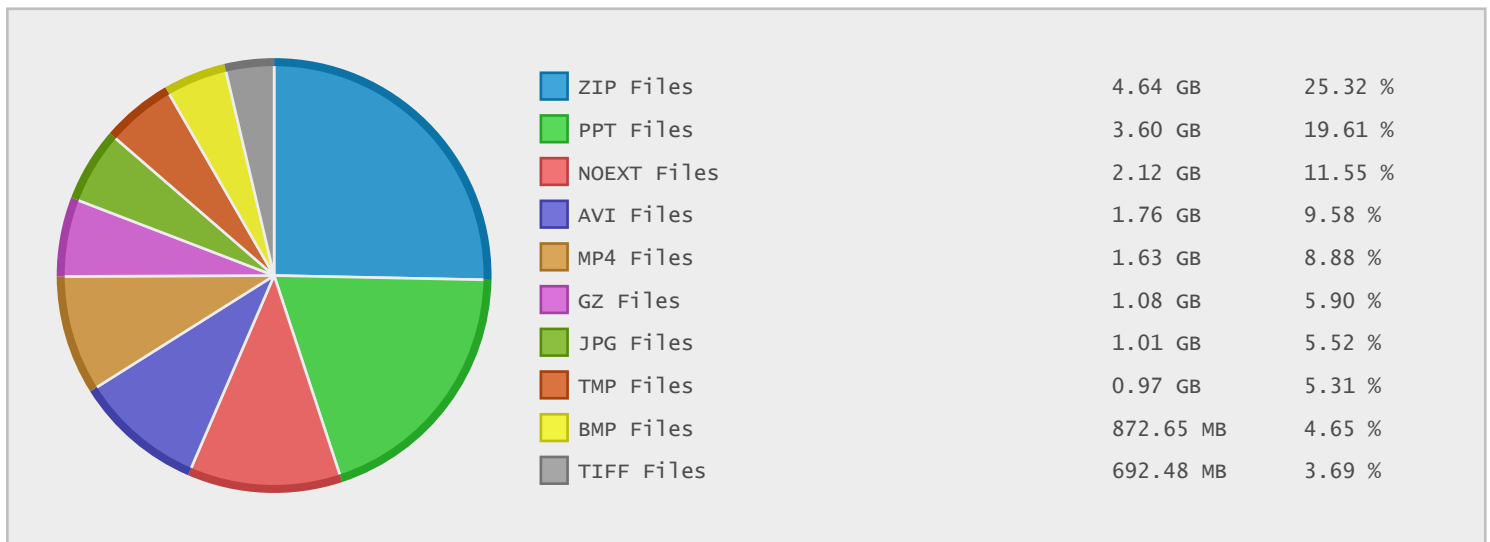 ZIP Files 4.64 GB 25.32 %
PPT Files 3.60 GB 19.61 %
NOEXT Files 2.12 GB 11.55 %
AVI Files 1.76 GB 9.58 %
MP4 Files 1.63 GB 8.88 %
GZ Files 1.08 GB 5.90 %
JPG Files 1.01 GB 5.52 %
TMP Files 0.97 GB 5.31 %
BMP Files 872.65 MB 4.65 %
TIFF Files 692.48 MB 3.69 %